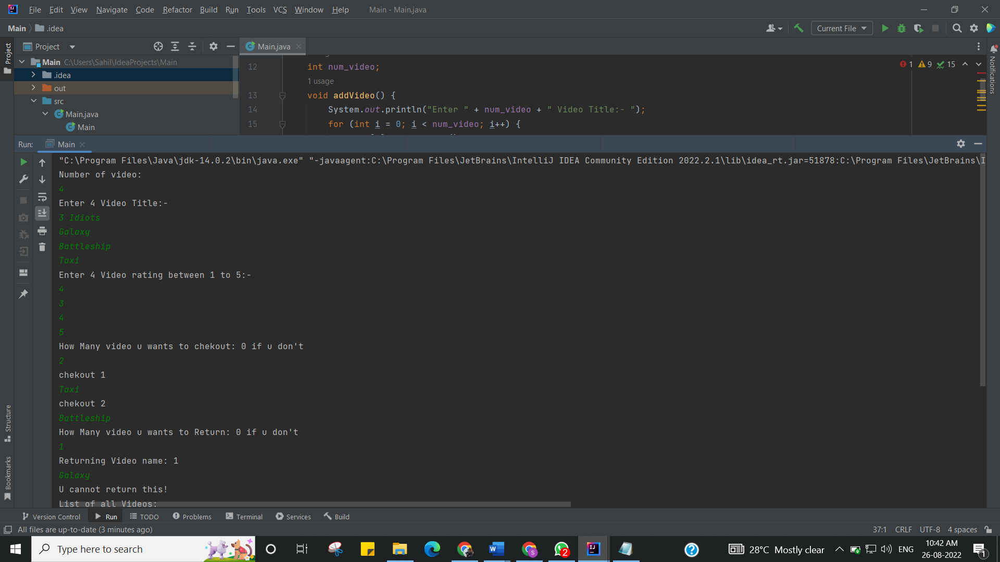 File Edit View Navigate Code Refactor Build Run Tools VCS Window Help Main - Main.java
Main .idea Current File
Project Main.java
Main C:\Users\Sahil\IdeaProjects\Main
.idea
out
src
Main.java
Main
Project
Structure
Bookmarks
Notifications
12 int num_video;
1 usage
13 void addVideo() {
14 System.out.println("Enter " + num_video + " Video Title:- ");
15 for (int i = 0; i < num_video; i++) {
1 9 15
Run: Main
"C:\Program Files\Java\jdk-14.0.2\bin\java.exe" "-javaagent:C:\Program Files\JetBrains\IntelliJ IDEA Community Edition 2022.2.1\lib\idea_rt.jar=51878:C:\Program Files\JetBrains\I
Number of video:
4
Enter 4 Video Title:-
3 Idiots
Galaxy
Battleship
Taxi
Enter 4 Video rating between 1 to 5:-
4
3
4
5
How Many video u wants to chekout: 0 if u don't
2
chekout 1
Taxi
chekout 2
Battleship
How Many video u wants to Return: 0 if u don't
1
Returning Video name: 1
Galaxy
U cannot return this!
List of all Videos:
Version Control Run TODO Problems Terminal Services Build
All files are up-to-date (3 minutes ago) 37:1 CRLF UTF-8 4 spaces
Type here to search 2 28°C Mostly clear ENG 10:42 AM
26-08-2022 1